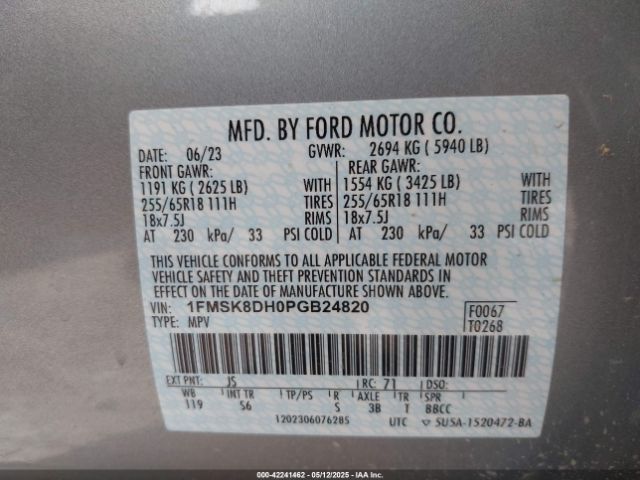 MFD. BY FORD MOTOR CO.
DATE: 06/23 GVWR: 2694 KG ( 5940 LB)
FRONT GAWR: REAR GAWR:
1191 KG ( 2625 LB) WITH 1554 KG ( 3425 LB) WITH
255/65R18 111H TIRES 255/65R18 111H TIRES
18x7.5J RIMS 18x7.5J RIMS
AT 230 kPa/ 33 PSI COLD AT 230 kPa/ 33 PSI COLD
THIS VEHICLE CONFORMS TO ALL APPLICABLE FEDERAL MOTOR
VEHICLE SAFETY AND THEFT PREVENTION STANDARDS IN
EFFECT ON THE DATE OF MANUFACTURE SHOWN ABOVE.
VIN: 1FMSK8DH0PGB24820 F0067
TYPE: MPV T0268
EXT PNT: JS RC: 71 DSO:
WB INT TR TP/PS R AXLE TR SPR
119 S6 S 3B T BBCC
1202306076285 UTC ▽ SU5A-1520472-BA
000-42241462 - 05/12/2025 - IAA Inc.